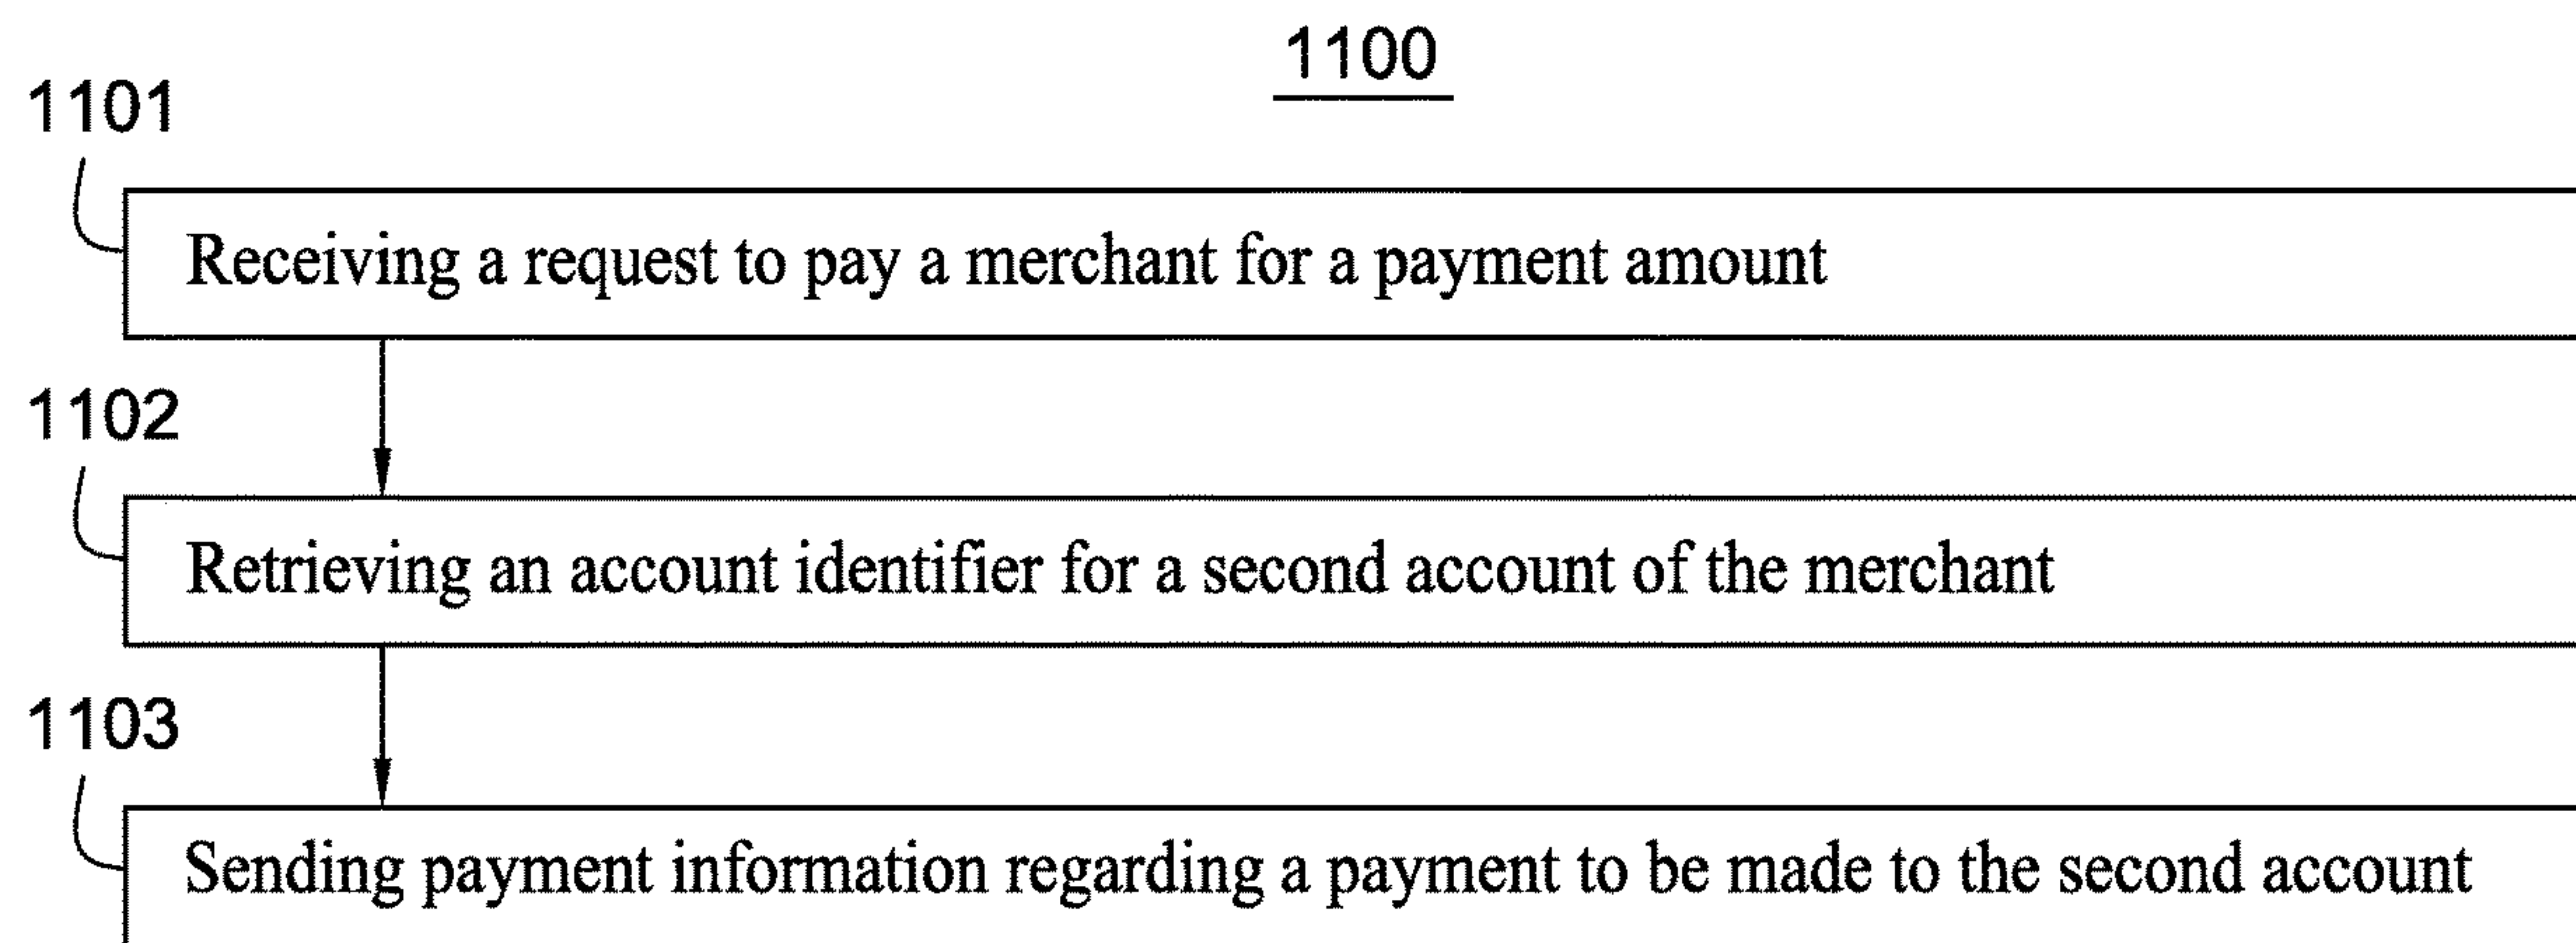 1100
1101
Receiving a request to pay a merchant for a payment amount
1102
Retrieving an account identifier for a second account of the merchant
1103
Sending payment information regarding a payment to be made to the second account